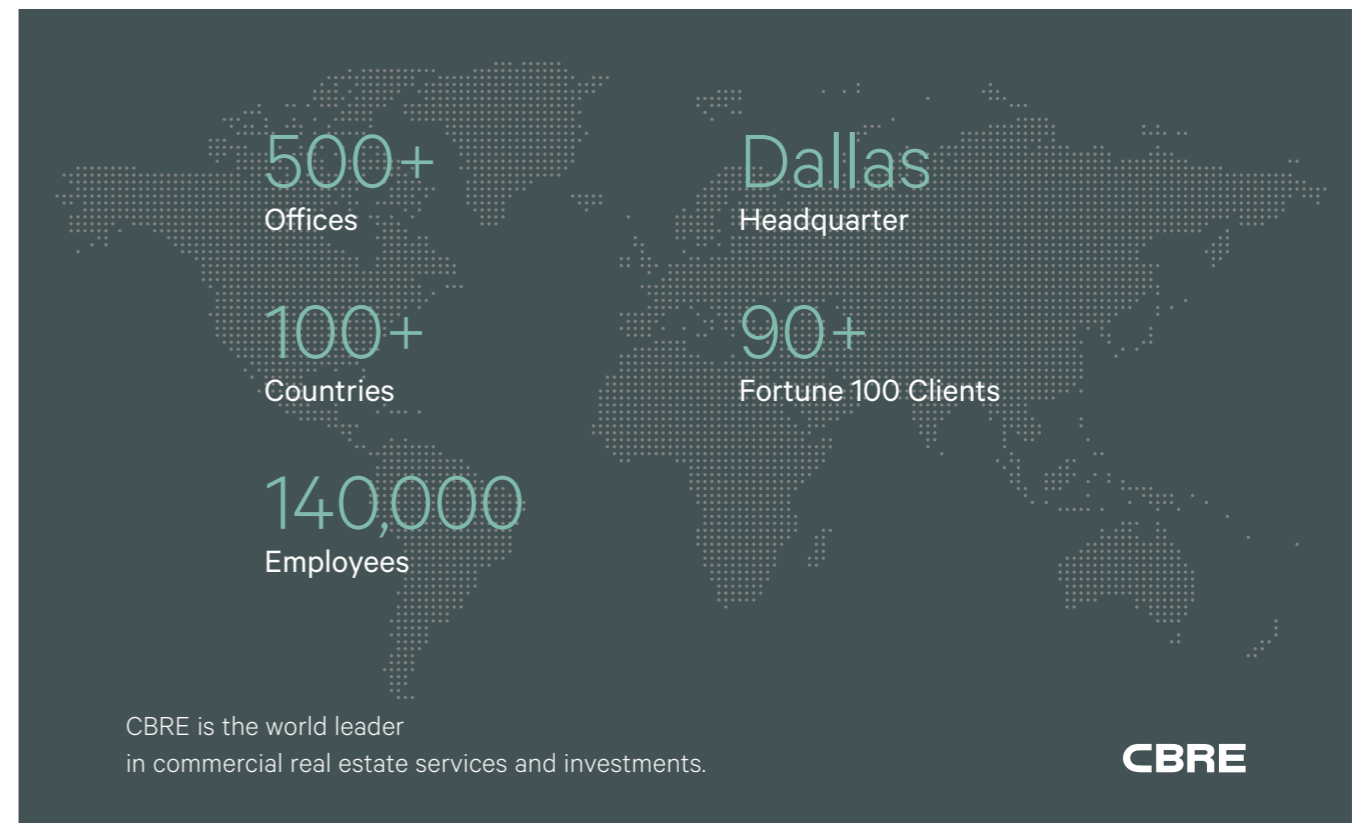 500+
Offices
Dallas
Headquarter
100+
Countries
90+
Fortune 100 Clients
140,000
Employees
CBRE is the world leader
in commercial real estate services and investments.
CBRE